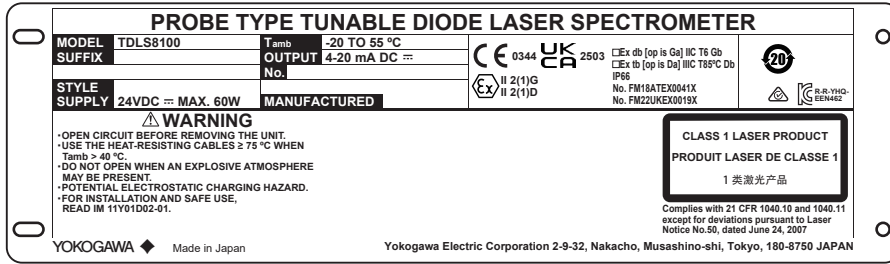 PROBE TYPE TUNABLE DIODE LASER SPECTROMETER
MODEL TDLS8100
SUFFIX
STYLE
SUPPLY 24VDC ⎓ MAX. 60W
Tamb -20 TO 55 ºC
OUTPUT 4-20 mA DC ⎓
No.
MANUFACTURED
CE 0344 UKCA 2503
Ex II 2(1)G
II 2(1)D
□Ex db [op is Ga] IIC T6 Gb
□Ex tb [op is Da] IIIC T85ºC Db
IP66
No. FM18ATEX0041X
No. FM22UKEX0019X
20
R-R-YHQ-
EEN462
⚠WARNING
・OPEN CIRCUIT BEFORE REMOVING THE UNIT.
・USE THE HEAT-RESISTING CABLES ≥ 75 ºC WHEN
Tamb > 40 ºC.
・DO NOT OPEN WHEN AN EXPLOSIVE ATMOSPHERE
MAY BE PRESENT.
・POTENTIAL ELECTROSTATIC CHARGING HAZARD.
・FOR INSTALLATION AND SAFE USE,
READ IM 11Y01D02-01.
CLASS 1 LASER PRODUCT
PRODUIT LASER DE CLASSE 1
1 类激光产品
Complies with 21 CFR 1040.10 and 1040.11
except for deviations pursuant to Laser
Notice No.50, dated June 24, 2007
YOKOGAWA ◆ Made in Japan
Yokogawa Electric Corporation 2-9-32, Nakacho, Musashino-shi, Tokyo, 180-8750 JAPAN